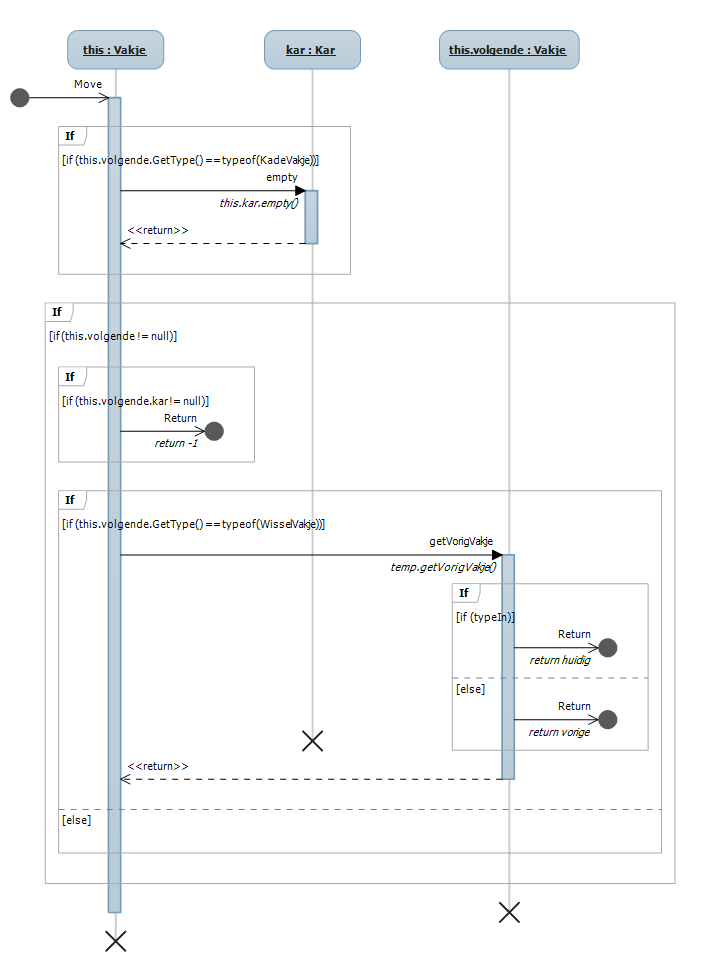 this : Vakje
kar : Kar
this.volgende : Vakje
Move
If
[if (this.volgende.GetType() == typeof(KadeVakje))]
empty
this.kar.empty()
<<return>>
If
[if(this.volgende != null)]
If
[if (this.volgende.kar!= null)]
Return
return -1
If
[if (this.volgende.GetType() == typeof(WisselVakje))]
getVorigVakje
temp.getVorigVakje()
If
[if (typeIn)]
Return
return huidig
[else]
Return
return vorige
<<return>>
[else]